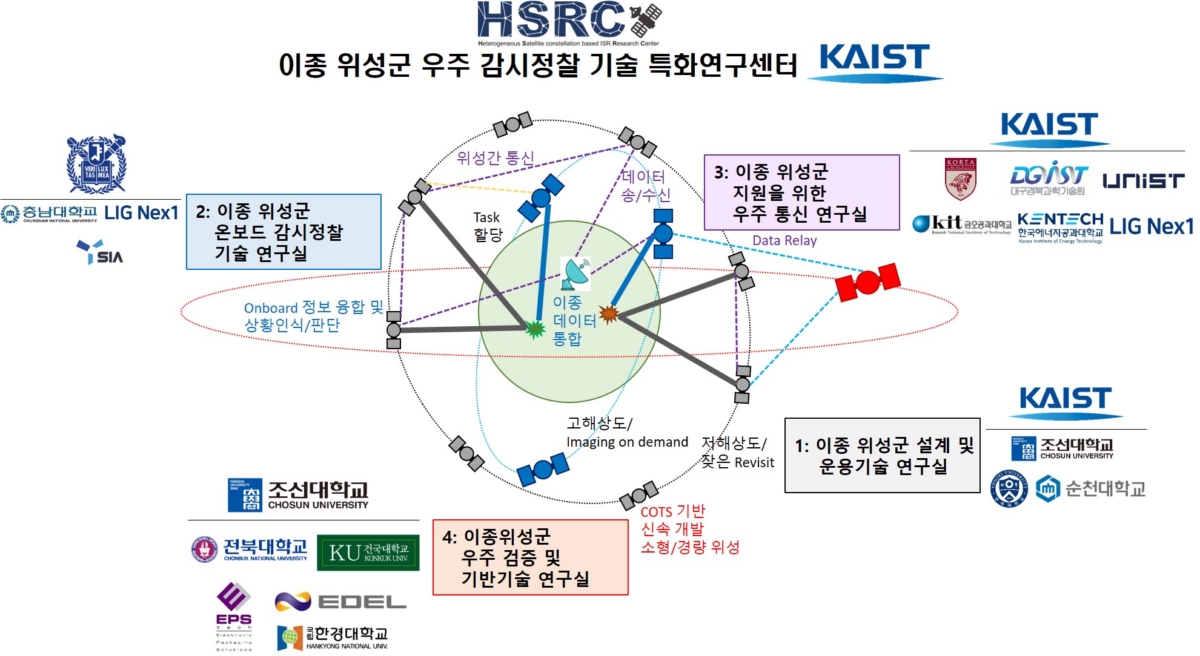 HSRC
Heterogeneous Satellite constellation based ISR Research Center
이종 위성군 우주 감시정찰 기술 특화연구센터
KAIST
위성간 통신
데이터
송/수신
Task
할당
VERI
LUX
TAS
MEA
충남대학교
CHUNGNAM NATIONAL UNIVERSITY
LIG Nex1
SIA
2: 이종 위성군
온보드 감시정찰
기술 연구실
3: 이종 위성군
지원을 위한
우주 통신 연구실
Data Relay
KAIST
KOREA
DGIST
대구경북과학기술원
UNIST
kit 금오공과대학교
Kumoh National Institute of Technology
KENTECH
한국에너지공과대학교
Korea Institute of Energy Technology
LIG Nex1
Onboard 정보 융합 및
상황인식/판단
이종
데이터
통합
고해상도/
Imaging on demand
저해상도/
잦은 Revisit
COTS 기반
신속 개발
소형/경량 위성
1: 이종 위성군 설계 및
운용기술 연구실
KAIST
조선대학교
CHOSUN UNIVERSITY
순천대학교
조선대학교
CHOSUN UNIVERSITY
전북대학교
CHONBUK NATIONAL UNIVERSITY
KU 건국대학교
KONKUK UNIV.
4: 이종위성군
우주 검증 및
기반기술 연구실
EPS
tech
Electronic
Packaging
Solutions
EDEL
국립한경대학교
HANKYONG NATIONAL UNIV.